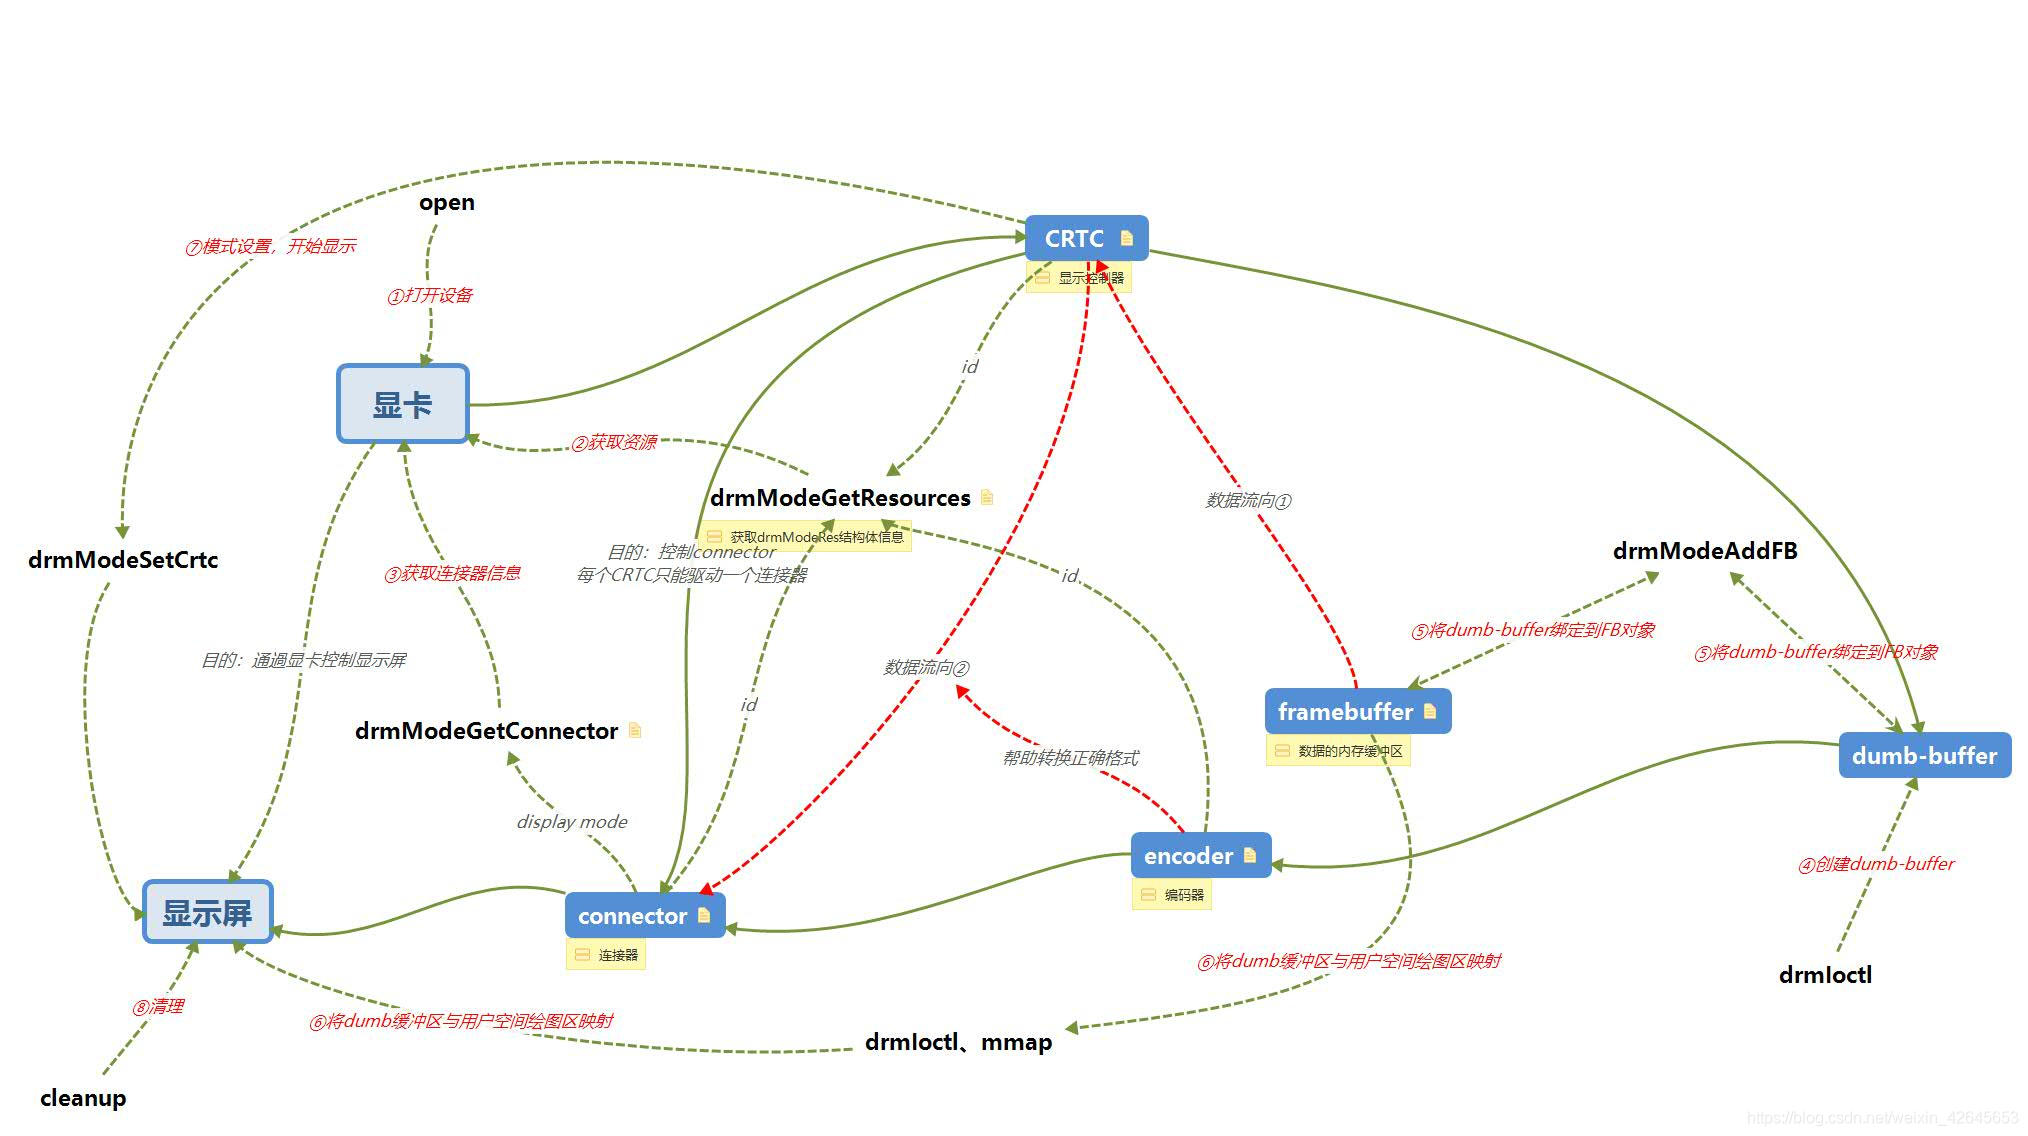 open
CRTC
⑦模式设置，开始显示
显示控制器
①打开设备
id
显卡
②获取资源
drmModeGetResources
数据流向①
获取drmModeRes结构体信息
目的：控制connector
每个CRTC只能驱动一个连接器
drmModeAddFB
drmModeSetCrtc
③获取连接器信息
id
⑤将dumb-buffer绑定到FB对象
⑤将dumb-buffer绑定到FB对象
目的：通過显卡控制显示屏
数据流向②
id
framebuffer
drmModeGetConnector
数据的内存缓冲区
dumb-buffer
帮助转换正确格式
display mode
encoder
④创建dumb-buffer
编码器
显示屏
connector
连接器
⑥将dumb缓冲区与用户空间绘图区映射
drmIoctl
⑧清理
⑥将dumb缓冲区与用户空间绘图区映射
drmIoctl、mmap
cleanup
https://blog.csdn.net/weixin_42645653